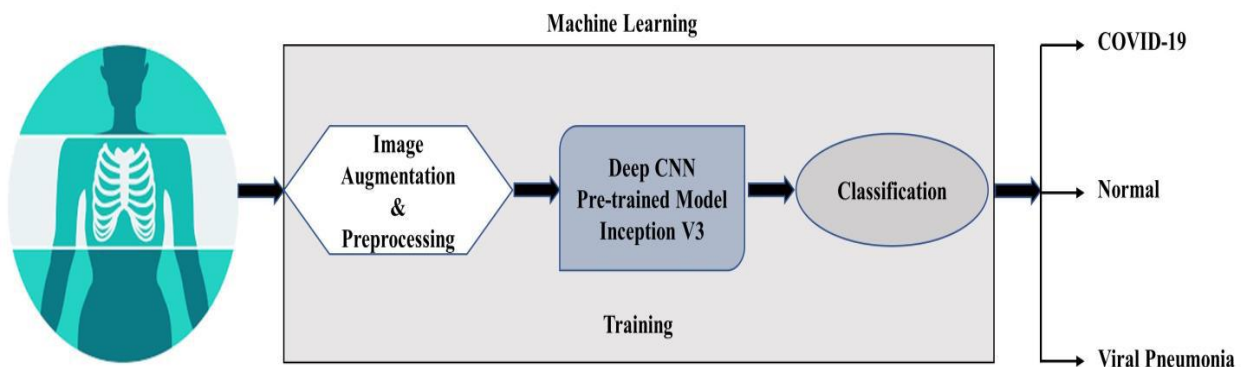 Machine Learning
Image
Augmentation
&
Preprocessing
Deep CNN
Pre-trained Model
Inception V3
Classification
Training
COVID-19
Normal
Viral Pneumonia